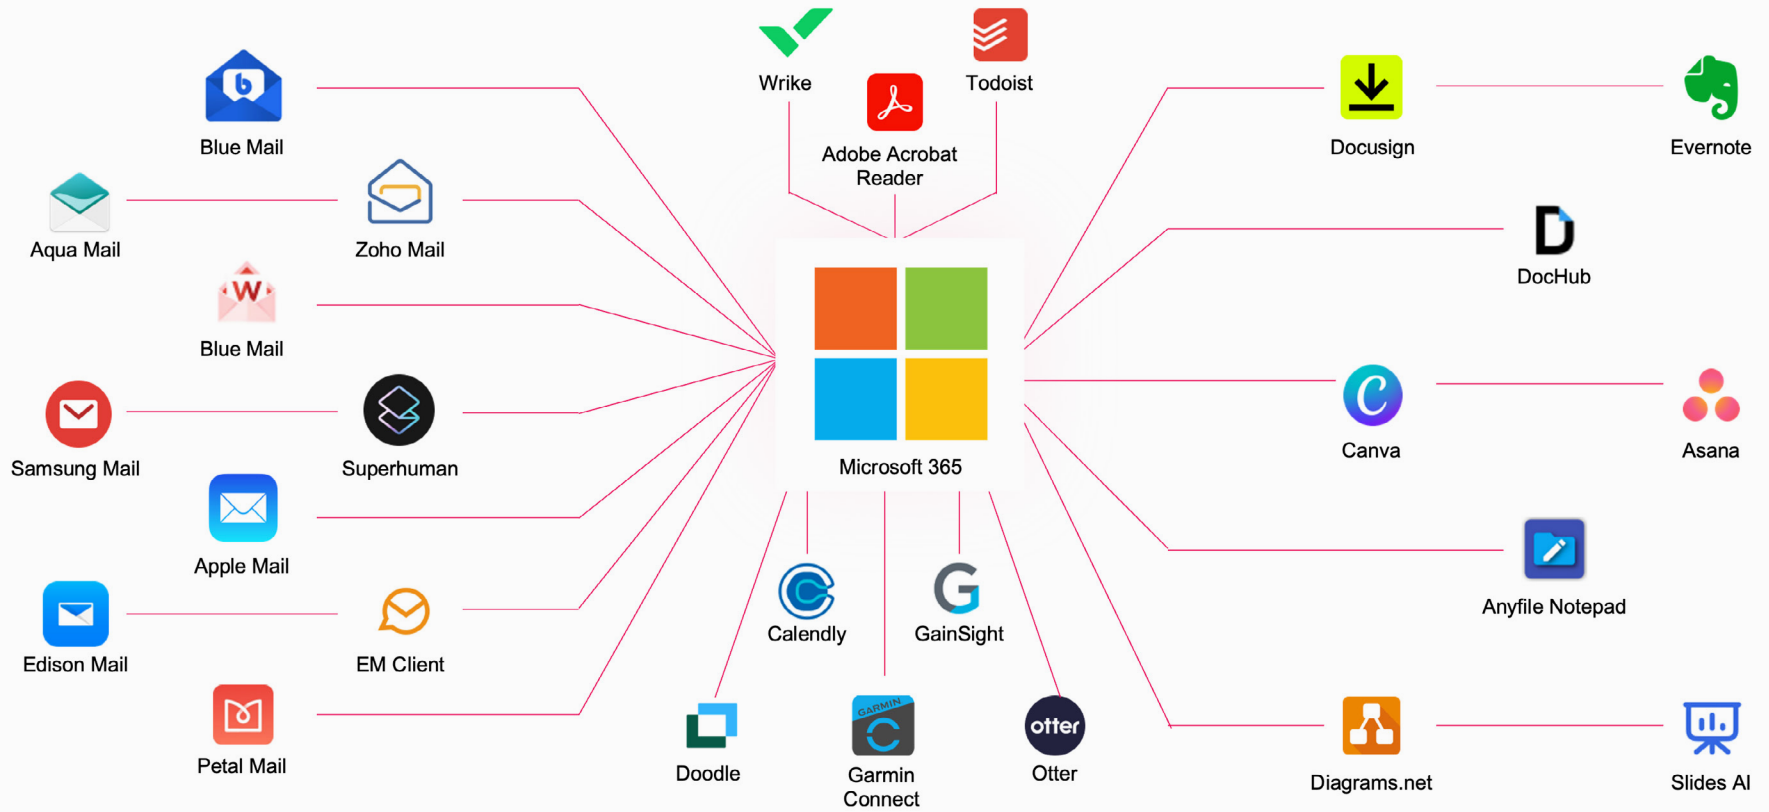 Wrike
Todoist
Adobe Acrobat
Reader
Blue Mail
Docusign
Evernote
Aqua Mail
Zoho Mail
DocHub
W
Blue Mail
Microsoft 365
Canva
Asana
Samsung Mail
Superhuman
Apple Mail
Calendly
GainSight
Anyfile Notepad
Edison Mail
EM Client
GARMIN
otter
Petal Mail
Doodle
Garmin
Connect
Otter
Diagrams.net
Slides AI